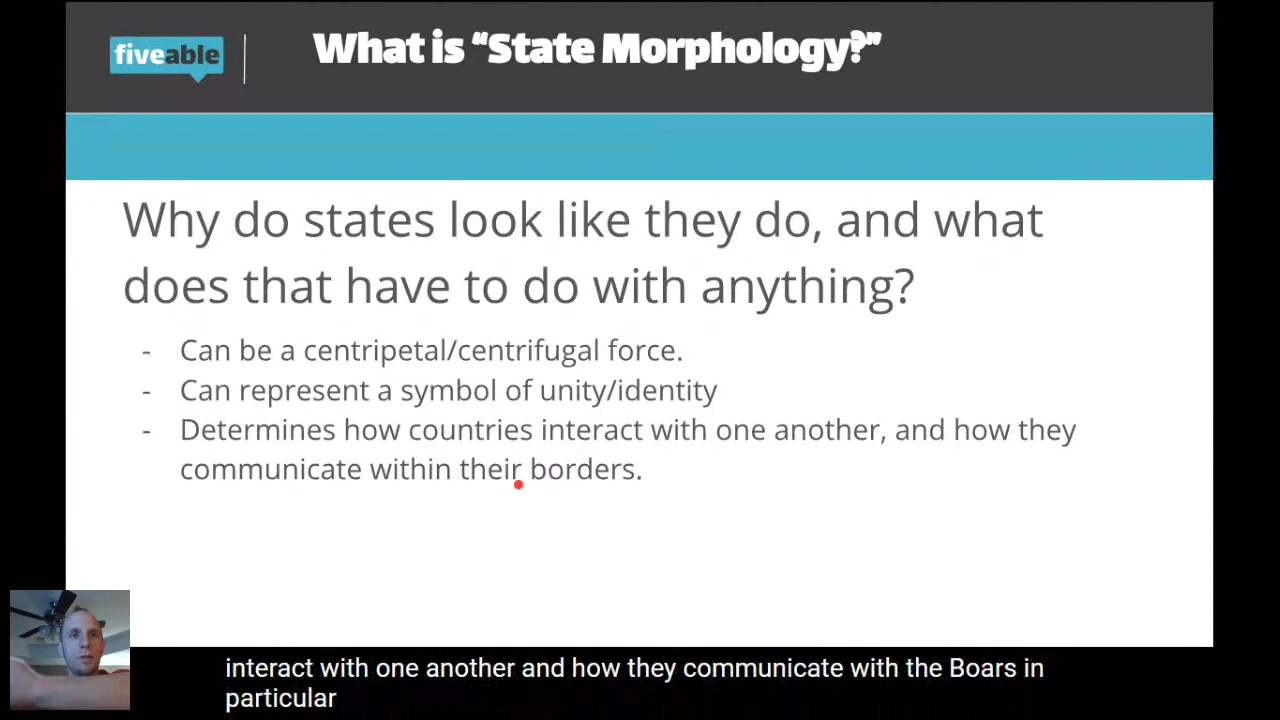 fiveable
What is “State Morphology?”
Why do states look like they do, and what
does that have to do with anything?
- Can be a centripetal/centrifugal force.
- Can represent a symbol of unity/identity
- Determines how countries interact with one another, and how they
communicate within their borders.
interact with one another and how they communicate with the Boars in
particular